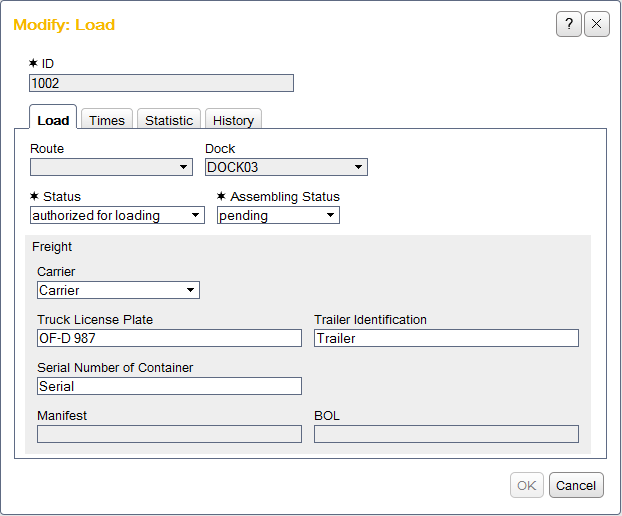 Modify: Load
?
✶ ID
1002
Load Times Statistic History
Route Dock
DOCK03
✶ Status ✶ Assembling Status
authorized for loading pending
Freight
Carrier
Carrier
Truck License Plate Trailer Identification
OF-D 987 Trailer
Serial Number of Container
Serial
Manifest BOL
OK Cancel